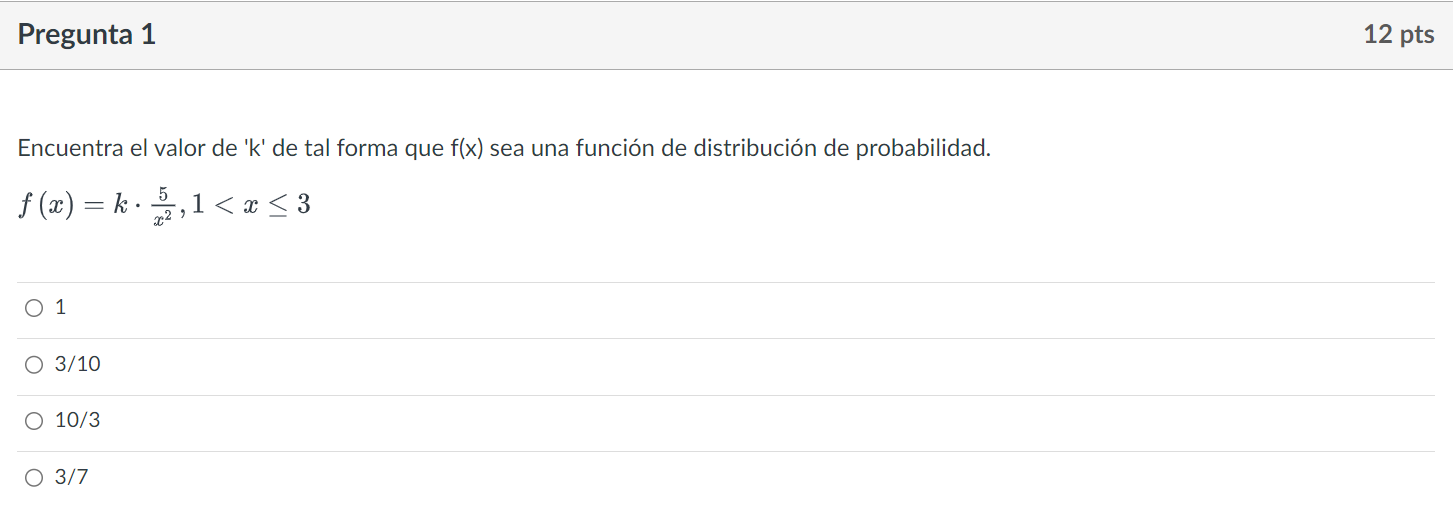 Pregunta 1
12 pts
Encuentra el valor de 'k' de tal forma que f(x) sea una función de distribución de probabilidad.
f (x) = k · 5/x², 1 < x ≤ 3
1
3/10
10/3
3/7